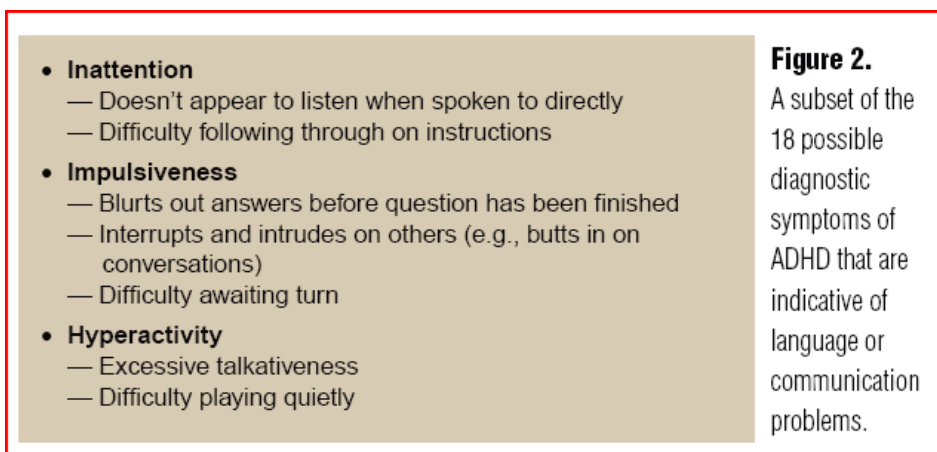 • Inattention
— Doesn't appear to listen when spoken to directly
— Difficulty following through on instructions
• Impulsiveness
— Blurts out answers before question has been finished
— Interrupts and intrudes on others (e.g., butts in on
conversations)
— Difficulty awaiting turn
• Hyperactivity
— Excessive talkativeness
— Difficulty playing quietly
Figure 2.
A subset of the
18 possible
diagnostic
symptoms of
ADHD that are
indicative of
language or
communication
problems.